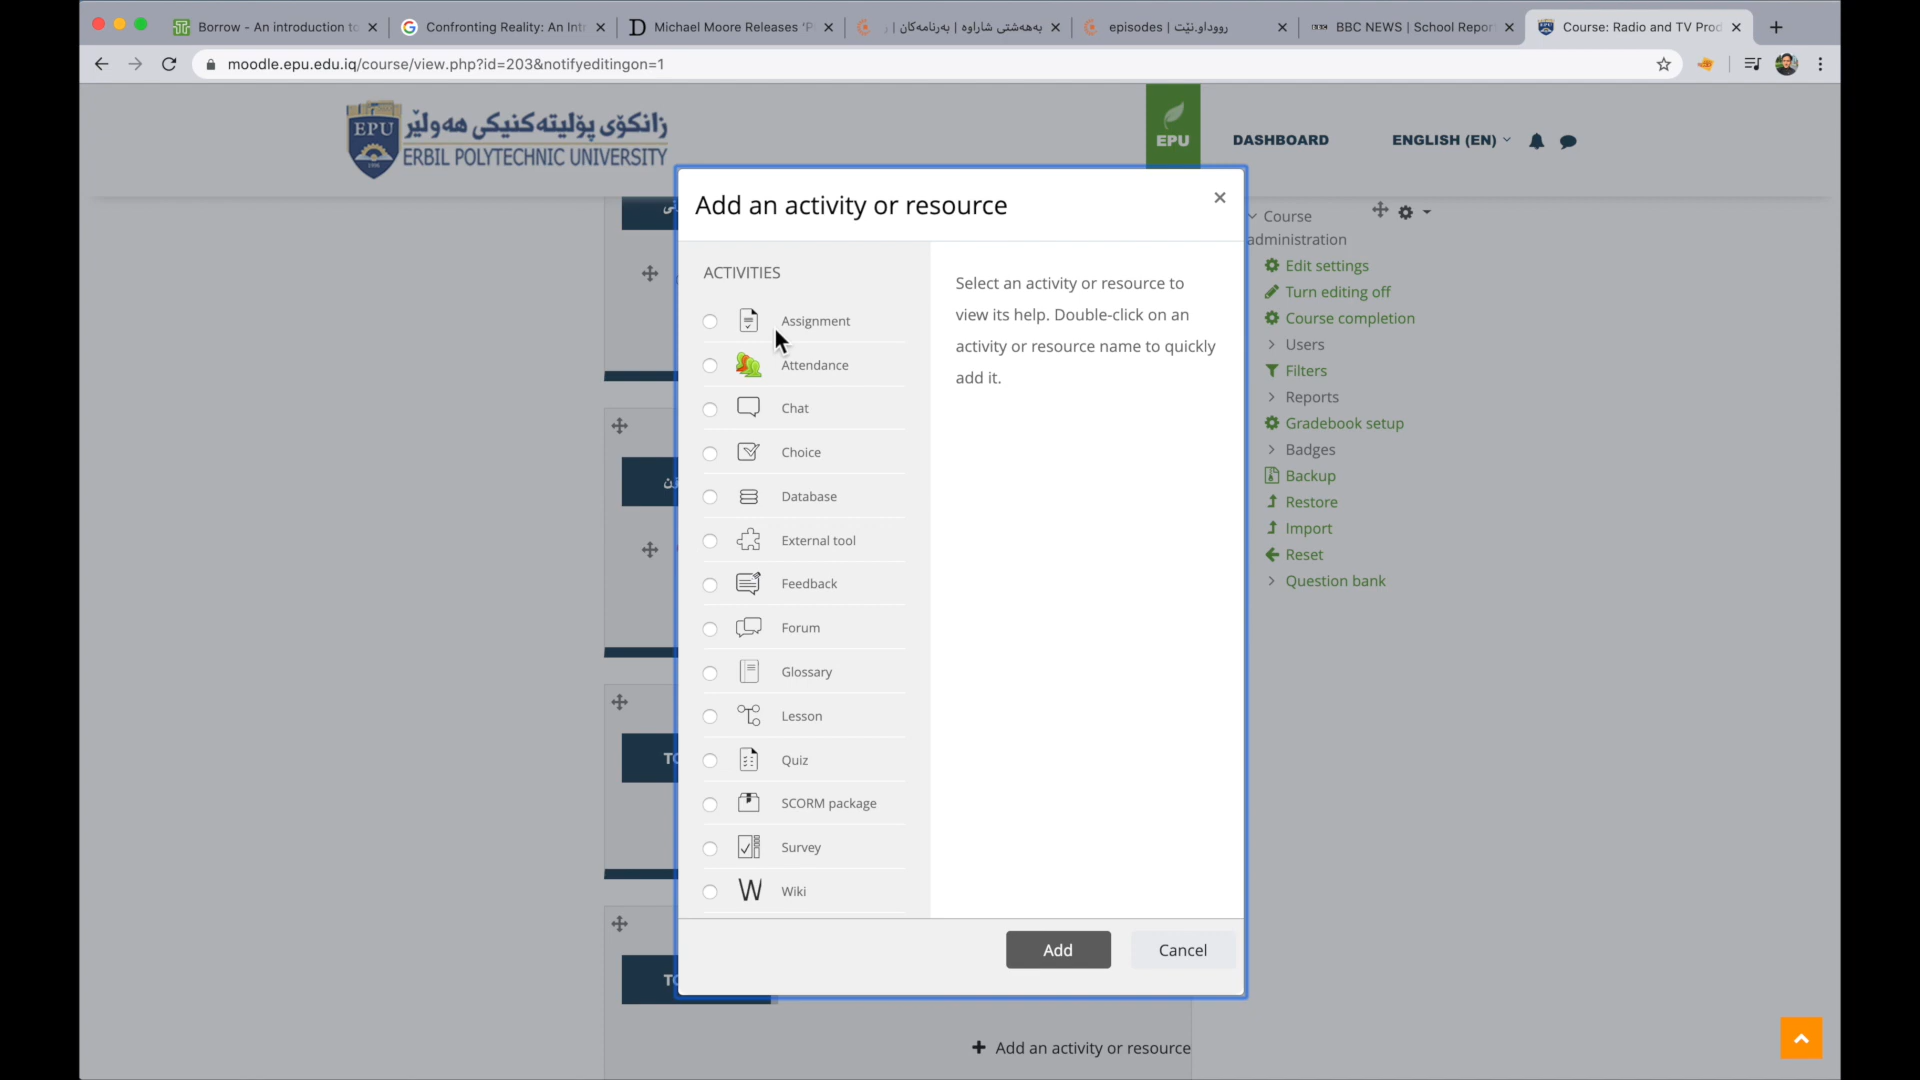 Borrow - An introduction to
Confronting Reality: An Int
Michael Moore Releases 'P
بەهەشتی شاراوە | بەرنامەکان | ر
episodes | رووداو.نێت
BBC NEWS | School Repor
Course: Radio and TV Prod
moodle.epu.edu.iq/course/view.php?id=203&notifyeditingon=1
EPU
زانكۆى پۆليتەكنيكى هەولێر
ERBIL POLYTECHNIC UNIVERSITY
EPU
DASHBOARD
ENGLISH (EN)
Add an activity or resource
ACTIVITIES
Assignment
Attendance
Chat
Choice
Database
External tool
Feedback
Forum
Glossary
Lesson
Quiz
SCORM package
Survey
Wiki
Select an activity or resource to
view its help. Double-click on an
activity or resource name to quickly
add it.
Add
Cancel
Course
administration
Edit settings
Turn editing off
Course completion
Users
Filters
Reports
Gradebook setup
Badges
Backup
Restore
Import
Reset
Question bank
Add an activity or resource